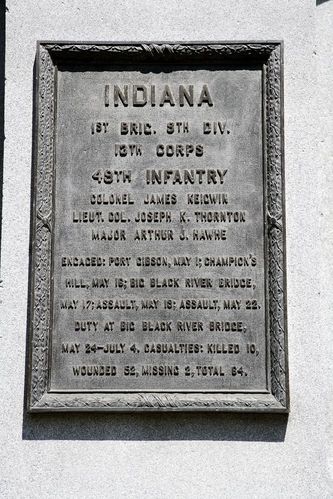 INDIANA
1ST BRIG. 9TH DIV.
13TH CORPS
49TH INFANTRY
COLONEL JAMES KEIGWIN
LIEUT. COL. JOSEPH K. THORNTON
MAJOR ARTHUR J. HAWHE
ENGAGED: PORT GIBSON, MAY 1; CHAMPION'S
HILL, MAY 16; BIG BLACK RIVER BRIDGE,
MAY 17; ASSAULT, MAY 19; ASSAULT, MAY 22.
DUTY AT BIG BLACK RIVER BRIDGE,
MAY 24-JULY 4. CASUALTIES: KILLED 10,
WOUNDED 52, MISSING 2, TOTAL 64.